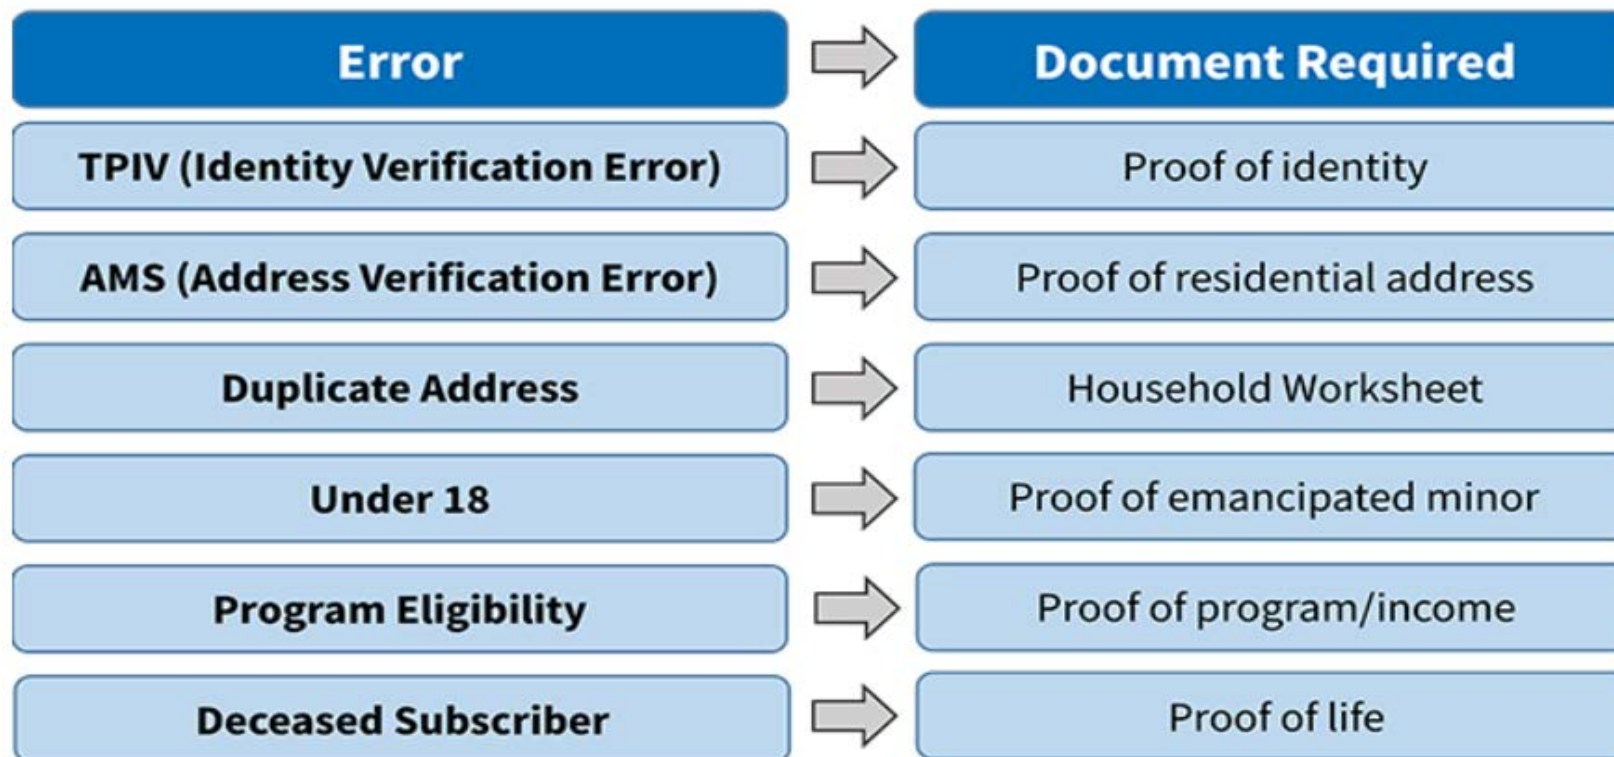 Error
Document Required
TPIV (Identity Verification Error)
Proof of identity
AMS (Address Verification Error)
Proof of residential address
Duplicate Address
Household Worksheet
Under 18
Proof of emancipated minor
Program Eligibility
Proof of program/income
Deceased Subscriber
Proof of life